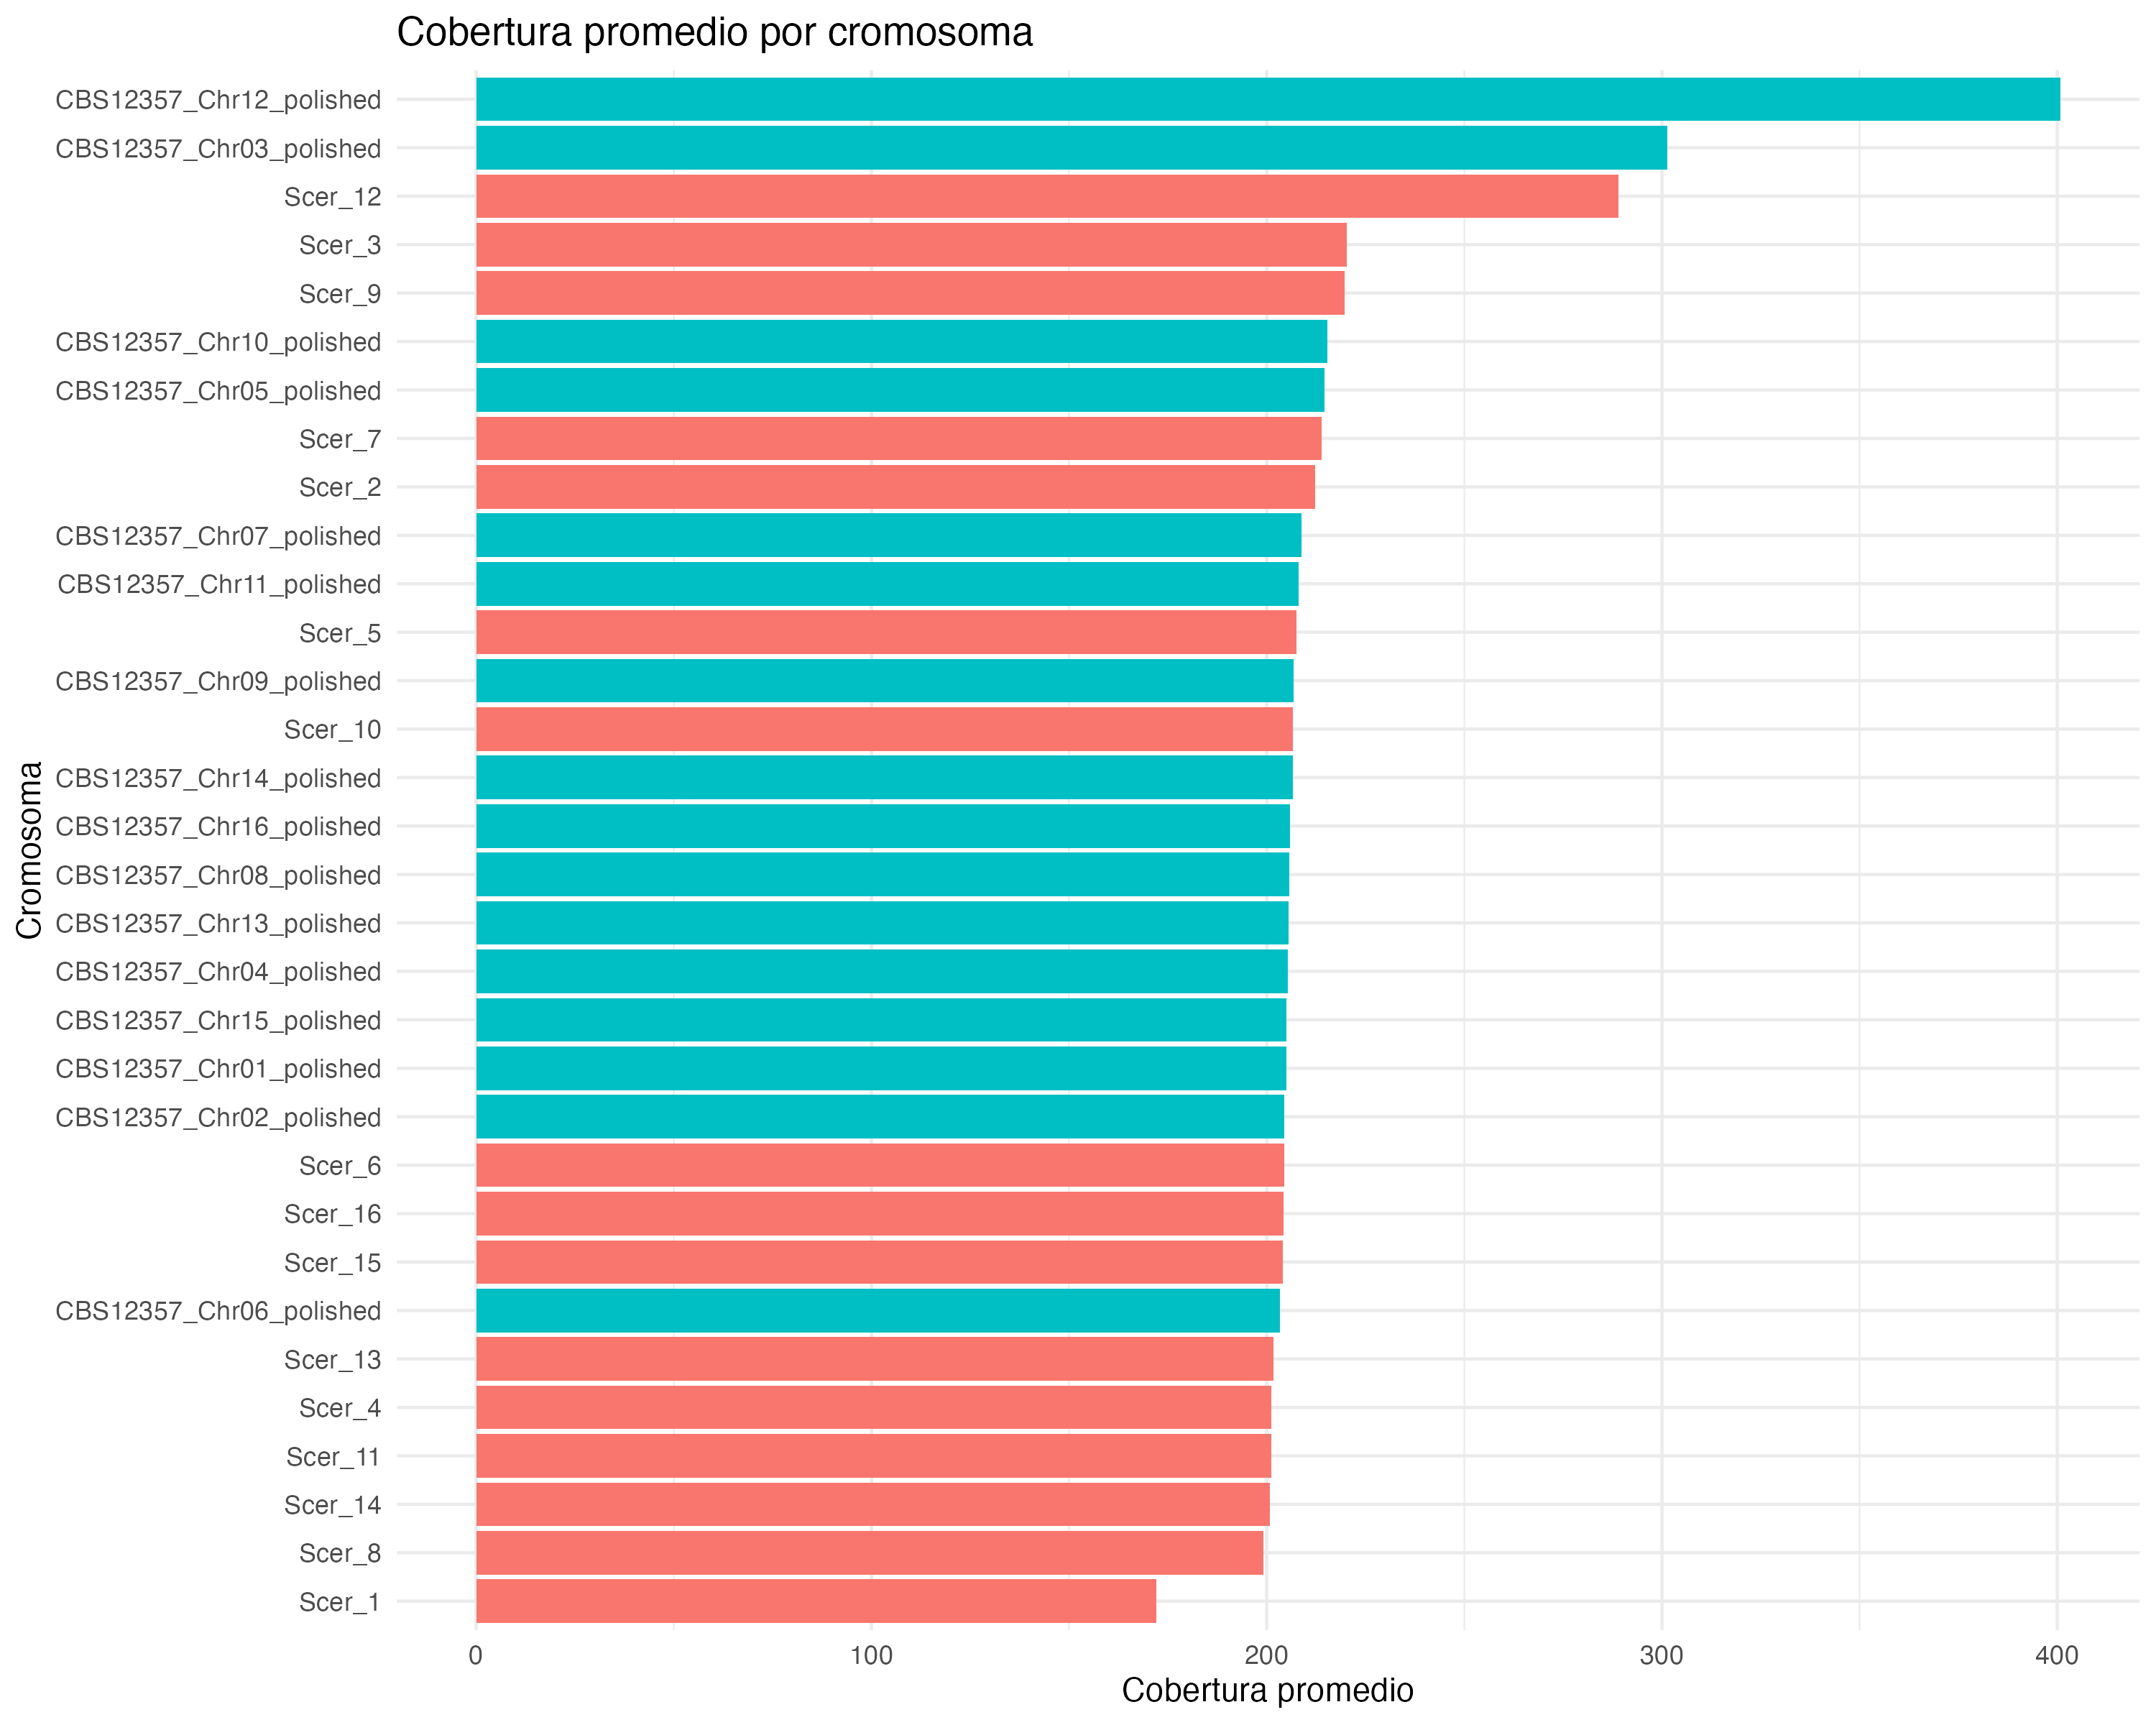 Cobertura promedio por cromosoma
CBS12357_Chr12_polished
CBS12357_Chr03_polished
Scer_12
Scer_3
Scer_9
CBS12357_Chr10_polished
CBS12357_Chr05_polished
Scer_7
Scer_2
CBS12357_Chr07_polished
CBS12357_Chr11_polished
Scer_5
CBS12357_Chr09_polished
Scer_10
CBS12357_Chr14_polished
CBS12357_Chr16_polished
CBS12357_Chr08_polished
CBS12357_Chr13_polished
CBS12357_Chr04_polished
CBS12357_Chr15_polished
CBS12357_Chr01_polished
CBS12357_Chr02_polished
Scer_6
Scer_16
Scer_15
CBS12357_Chr06_polished
Scer_13
Scer_4
Scer_11
Scer_14
Scer_8
Scer_1
Cromosoma
0 100 200 300 400
Cobertura promedio